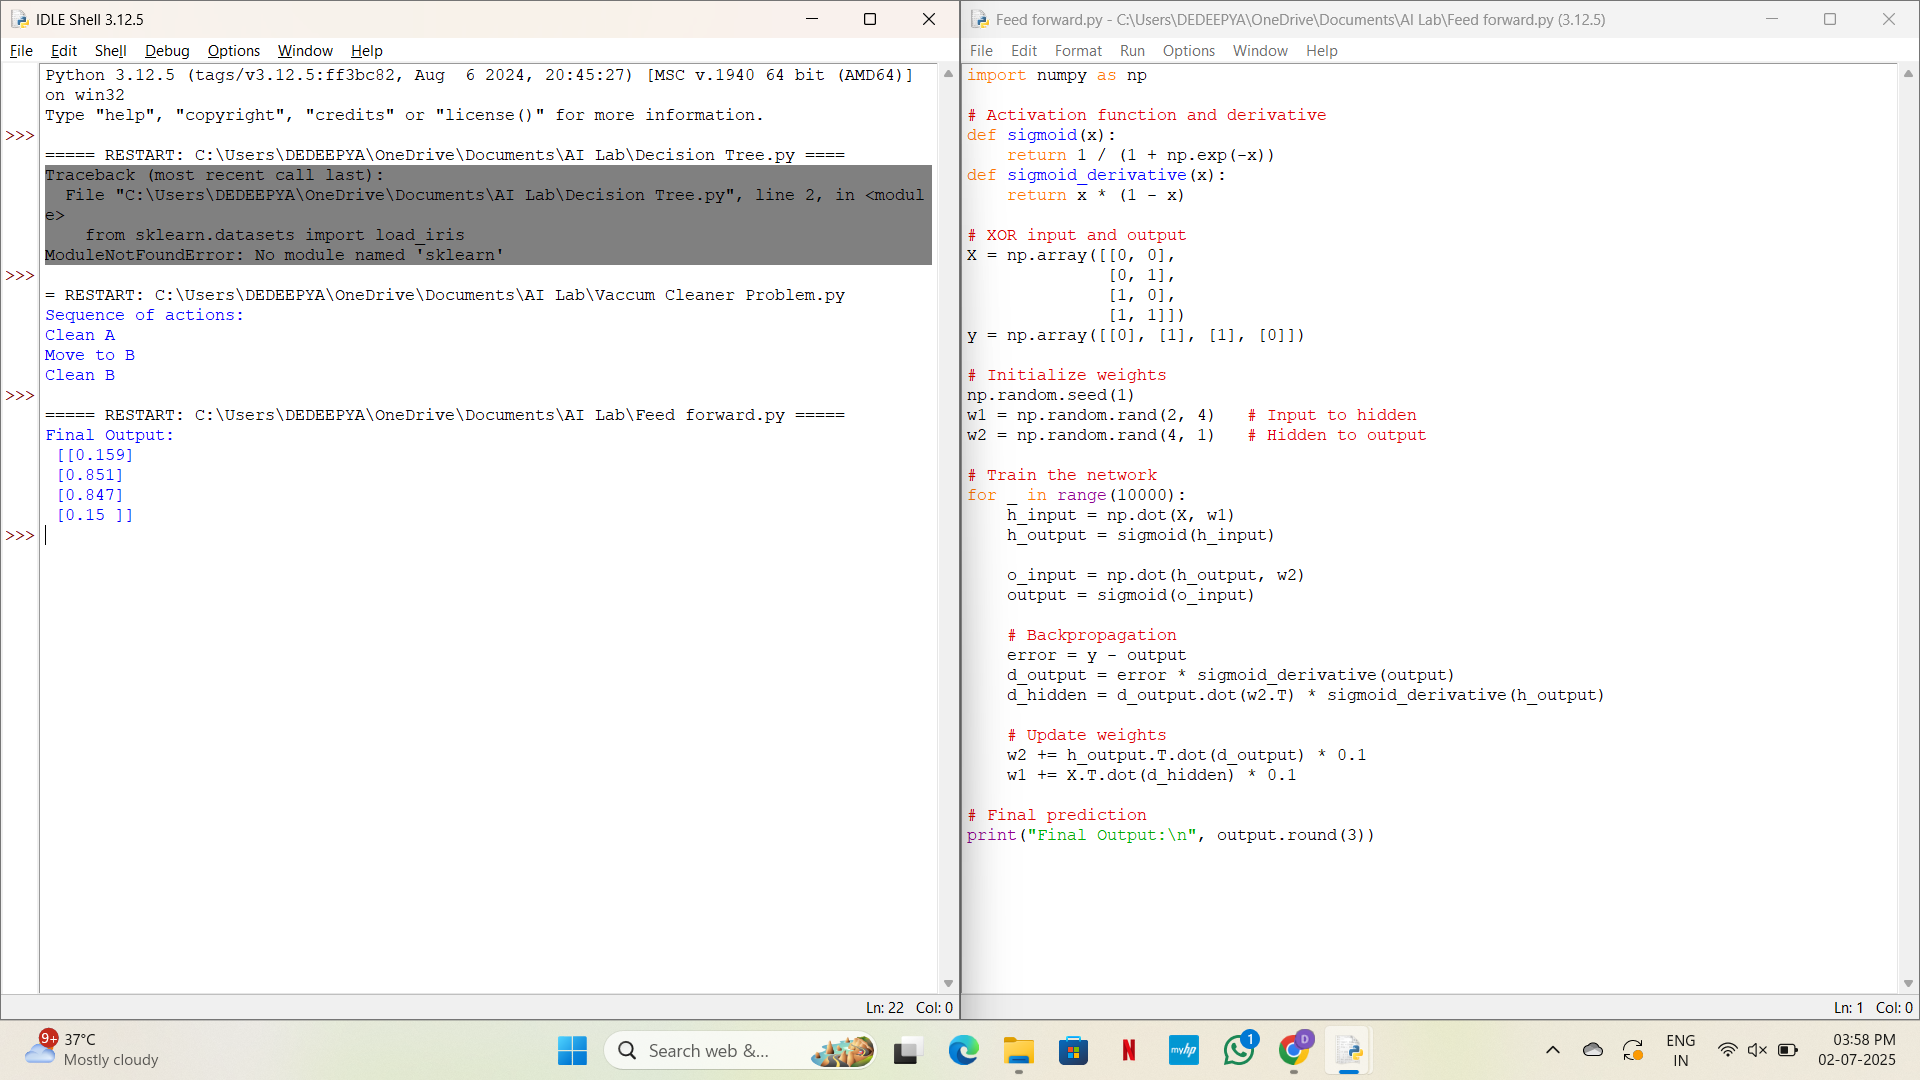 IDLE Shell 3.12.5
File Edit Shell Debug Options Window Help
Python 3.12.5 (tags/v3.12.5:ff3bc82, Aug  6 2024, 20:45:27) [MSC v.1940 64 bit (AMD64)]
on win32
Type "help", "copyright", "credits" or "license()" for more information.
>>>
===== RESTART: C:\Users\DEDEEPYA\OneDrive\Documents\AI Lab\Decision Tree.py ====
Traceback (most recent call last):
  File "C:\Users\DEDEEPYA\OneDrive\Documents\AI Lab\Decision Tree.py", line 2, in <modul
e>
    from sklearn.datasets import load_iris
ModuleNotFoundError: No module named 'sklearn'
>>>
= RESTART: C:\Users\DEDEEPYA\OneDrive\Documents\AI Lab\Vaccum Cleaner Problem.py
Sequence of actions:
Clean A
Move to B
Clean B
>>>
===== RESTART: C:\Users\DEDEEPYA\OneDrive\Documents\AI Lab\Feed forward.py =====
Final Output:
 [[0.159]
 [0.851]
 [0.847]
 [0.15 ]]
>>>
Ln: 22 Col: 0
Feed forward.py - C:\Users\DEDEEPYA\OneDrive\Documents\AI Lab\Feed forward.py (3.12.5)
File Edit Format Run Options Window Help
import numpy as np
# Activation function and derivative
def sigmoid(x):
    return 1 / (1 + np.exp(-x))
def sigmoid_derivative(x):
    return x * (1 - x)
# XOR input and output
X = np.array([[0, 0],
              [0, 1],
              [1, 0],
              [1, 1]])
y = np.array([[0], [1], [1], [0]])
# Initialize weights
np.random.seed(1)
w1 = np.random.rand(2, 4)   # Input to hidden
w2 = np.random.rand(4, 1)   # Hidden to output
# Train the network
for _ in range(10000):
    h_input = np.dot(X, w1)
    h_output = sigmoid(h_input)
    o_input = np.dot(h_output, w2)
    output = sigmoid(o_input)
    # Backpropagation
    error = y - output
    d_output = error * sigmoid_derivative(output)
    d_hidden = d_output.dot(w2.T) * sigmoid_derivative(h_output)
    # Update weights
    w2 += h_output.T.dot(d_output) * 0.1
    w1 += X.T.dot(d_hidden) * 0.1
# Final prediction
print("Final Output:\n", output.round(3))
Ln: 1 Col: 0
9+
37°C
Mostly cloudy
Search web &...
N
myhp
1
D
ENG
IN
03:58 PM
02-07-2025